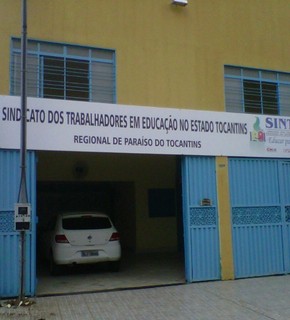 SINDICATO DOS TRABALHADORES EM EDUCAÇÃO NO ESTADO TOCANTINS
REGIONAL DE PARAÍSO DO TOCANTINS
SINT